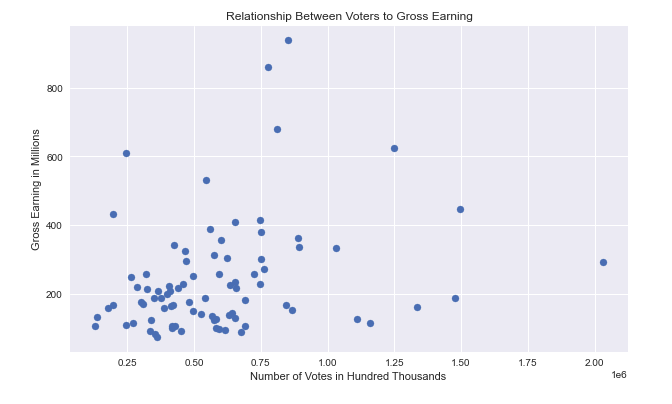 Relationship Between Voters to Gross Earning
Gross Earning in Millions
800
600
400
200
0.25 0.50 0.75 1.00 1.25 1.50 1.75 2.00
1e6
Number of Votes in Hundred Thousands